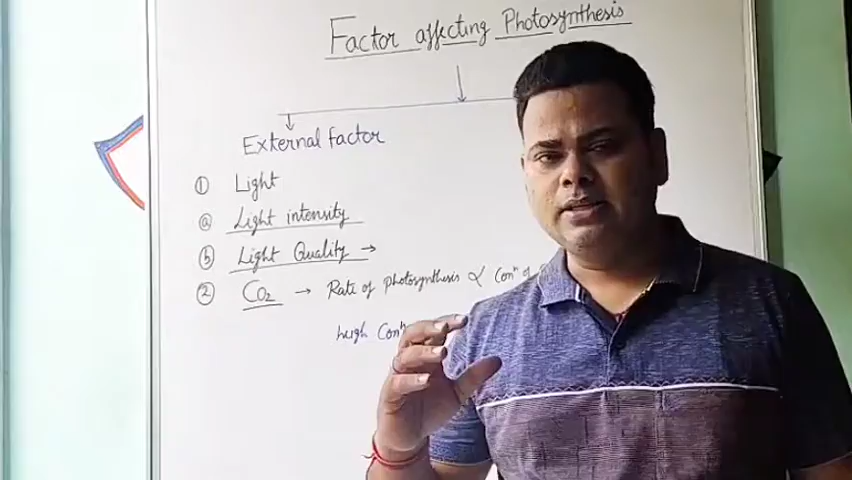 Factor affecting Photosynthesis
External factor
① Light
ⓐ Light intensity
ⓑ Light Quality →
② CO₂ → Rate of Photosynthesis ∝ Conⁿ of
high Conⁿ